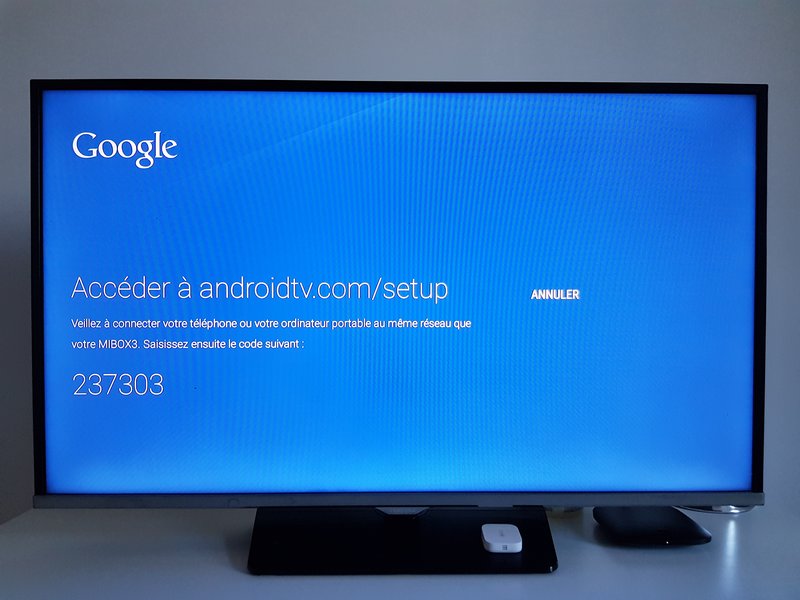 Google
Accéder à androidtv.com/setup
ANNULER
Veillez à connecter votre téléphone ou votre ordinateur portable au même réseau que
votre MIBOX3. Saisissez ensuite le code suivant :
237303